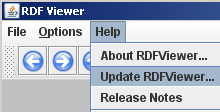 RDF Viewer
File Options Help
About RDFViewer...
Update RDFViewer...
Release Notes